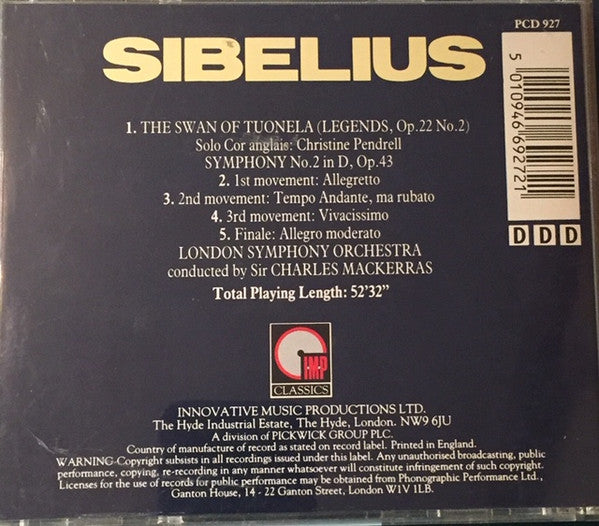 PCD 927
SIBELIUS
5 010946 692721
1. THE SWAN OF TUONELA (LEGENDS, Op.22 No.2)
Solo Cor anglais: Christine Pendrell
SYMPHONY No.2 in D, Op.43
2. 1st movement: Allegretto
3. 2nd movement: Tempo Andante, ma rubato
4. 3rd movement: Vivacissimo
5. Finale: Allegro moderato
LONDON SYMPHONY ORCHESTRA
conducted by Sir CHARLES MACKERRAS
Total Playing Length: 52'32"
DDD
IMP
CLASSICS
INNOVATIVE MUSIC PRODUCTIONS LTD.
The Hyde Industrial Estate, The Hyde, London. NW9 6JU
A division of PICKWICK GROUP PLC.
Country of manufacture of record as stated on record label. Printed in England.
WARNING-Copyright subsists in all recordings issued under this label. Any unauthorised broadcasting, public
performance, copying, re-recording in any manner whatsoever will constitute infringement of such copyright.
Licenses for the use of records for public performance may be obtained from Phonographic Performance Ltd.,
Ganton House, 14 - 22 Ganton Street, London W1V 1LB.